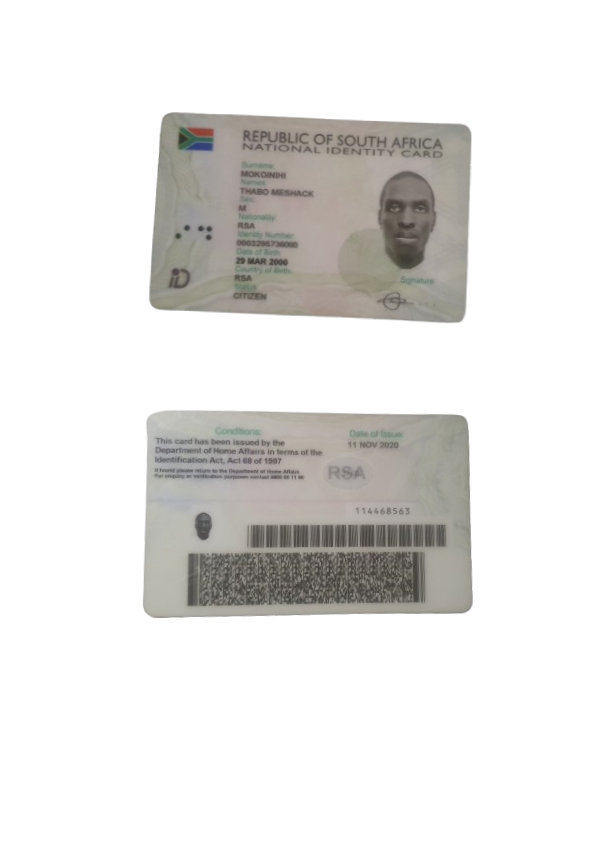 REPUBLIC OF SOUTH AFRICA
NATIONAL IDENTITY CARD
Surname:
MOKOINIHI
Names:
THABO MESHACK
Sex:
M
Nationality:
RSA
Identity Number:
Date of Birth:
29 MAR 2000
Country of Birth:
RSA
Status:
CITIZEN
Signature
iD
Conditions:
This card has been issued by the
Department of Home Affairs in terms of the
Identification Act, Act 68 of 1997
If found please return to the Department of Home Affairs
For enquiry or verification purposes contact 0800 60 11 90
Date of Issue:
11 NOV 2020
RSA
114468563